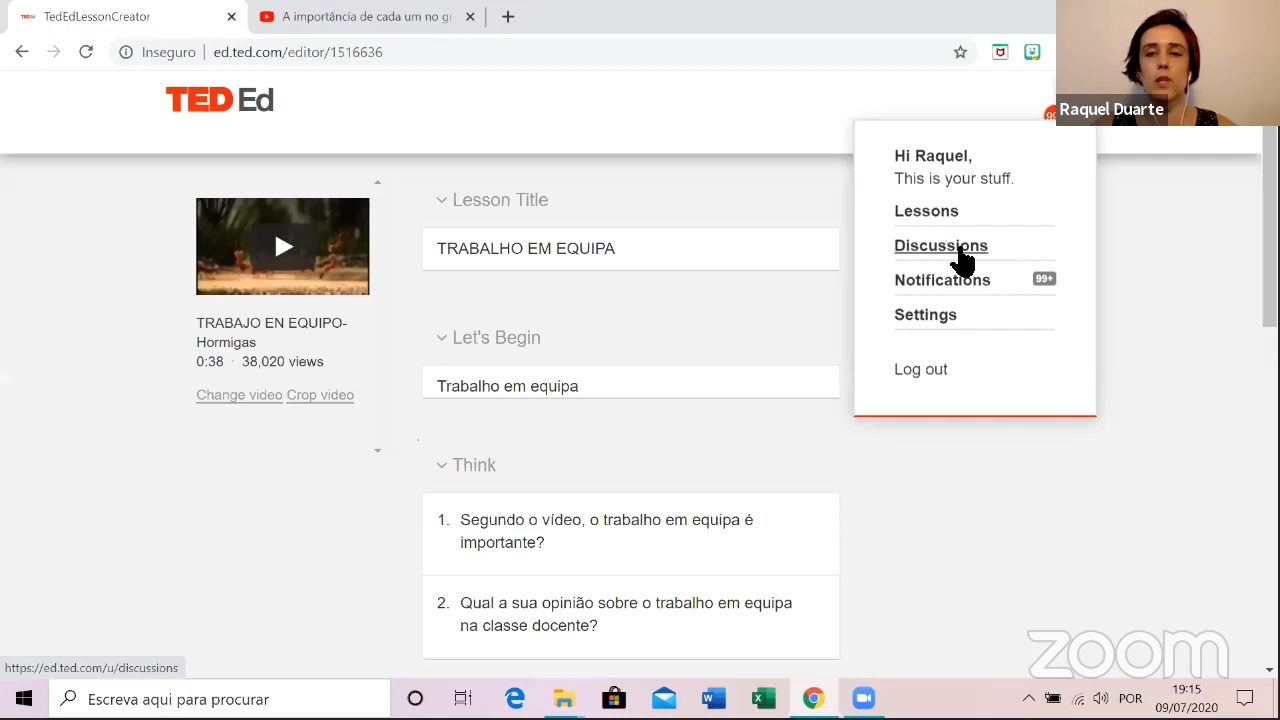 TedEdLessonCreator
A importância de cada um no gr
Inseguro
ed.ted.com/editor/1516636
Raquel Duarte
TED Ed
Hi Raquel,
This is your stuff.
Lessons
Discussions
Notifications 99+
Settings
Log out
TRABAJO EN EQUIPO-
Hormigas
0:38 · 38,020 views
Change video Crop video
Lesson Title
TRABALHO EM EQUIPA
Let's Begin
Trabalho em equipa
Think
1. Segundo o vídeo, o trabalho em equipa é
importante?
2. Qual a sua opinião sobre o trabalho em equipa
na classe docente?
https://ed.ted.com/u/discussions
zoom
Escreva aqui para procurar
POR
19:15
09/07/2020